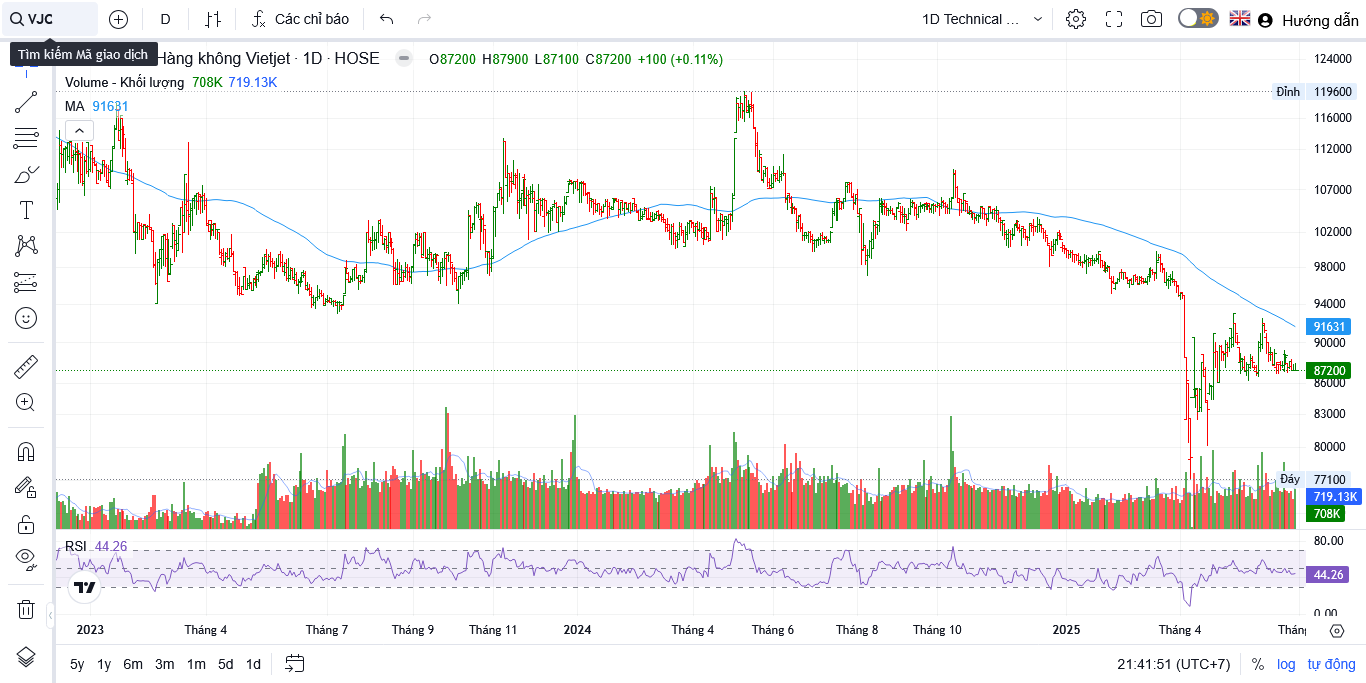 VJC D Các chỉ báo 1D Technical ... Hướng dẫn
Tìm kiếm Mã giao dịch
Hàng không Vietjet · 1D · HOSE O87200 H87900 L87100 C87200 +100 (+0.11%)
Volume - Khối lượng 708K 719.13K
MA 91631
124000
Đỉnh 119600
116000
112000
107000
102000
98000
94000
91631
90000
87200
86000
83000
80000
Đáy 77100
719.13K
708K
RSI 44.26
80.00
44.26
0.00
2023 Tháng 4 Tháng 7 Tháng 9 Tháng 11 2024 Tháng 4 Tháng 6 Tháng 8 Tháng 10 2025 Tháng 4 Tháng
5y 1y 6m 3m 1m 5d 1d 21:41:51 (UTC+7) % log tự động